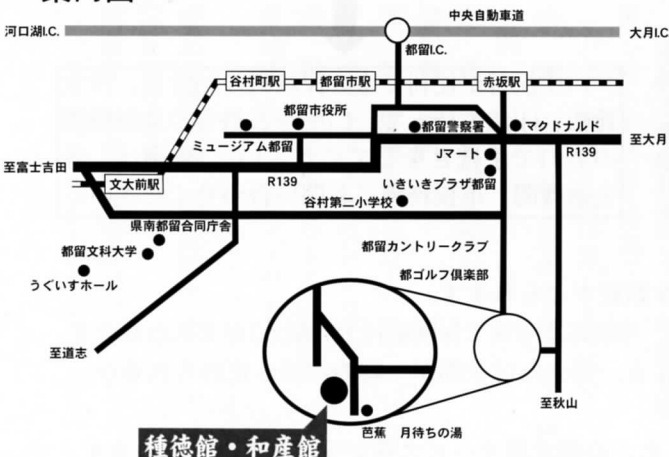 案内図
中央自動車道
河口湖I.C.
大月I.C
都留I.C.
谷村町駅
都留市駅
赤坂駅
都留市役所
都留警察署
マクドナルド
ミュージアム都留
Jマート
R139
至大月
至富士吉田
文大前駅
R139
いきいきプラザ都留
谷村第二小学校
県南都留合同庁舎
都留文科大学
都留カントリークラブ
うぐいすホール
都ゴルフ倶楽部
至道志
至秋山
芭蕉 月待ちの湯
種徳館・和産館